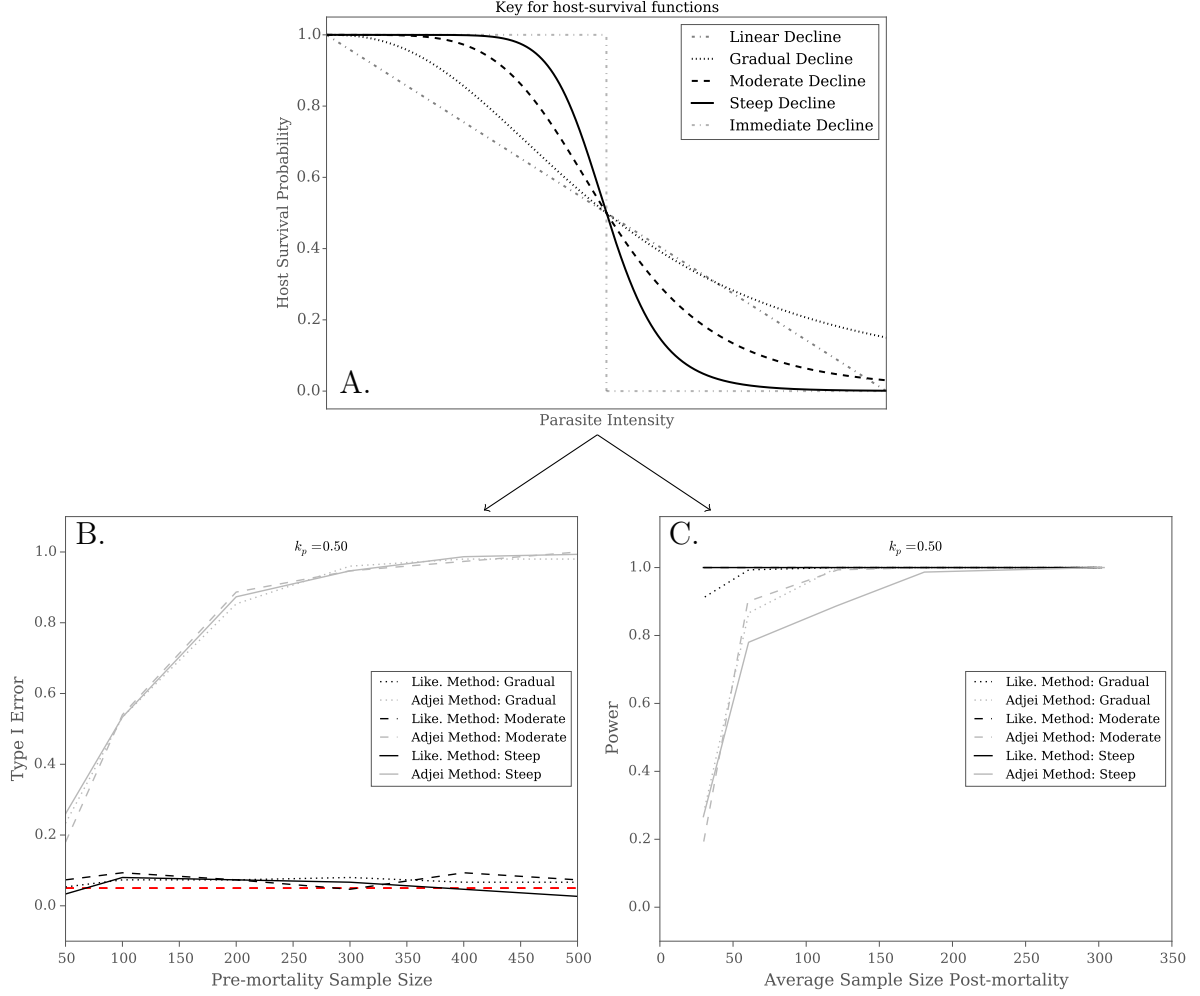 Key for host-survival functions
1.0
0.8
0.6
0.4
0.2
0.0
Host Survival Probability
Linear Decline
Gradual Decline
Moderate Decline
Steep Decline
Immediate Decline
A.
Parasite Intensity
B.
k_p =0.50
1.0
0.8
0.6
0.4
0.2
0.0
Type I Error
Like. Method: Gradual
Adjei Method: Gradual
Like. Method: Moderate
Adjei Method: Moderate
Like. Method: Steep
Adjei Method: Steep
50 100 150 200 250 300 350 400 450 500
Pre-mortality Sample Size
C.
k_p =0.50
1.0
0.8
0.6
0.4
0.2
0.0
Power
Like. Method: Gradual
Adjei Method: Gradual
Like. Method: Moderate
Adjei Method: Moderate
Like. Method: Steep
Adjei Method: Steep
0 50 100 150 200 250 300 350
Average Sample Size Post-mortality